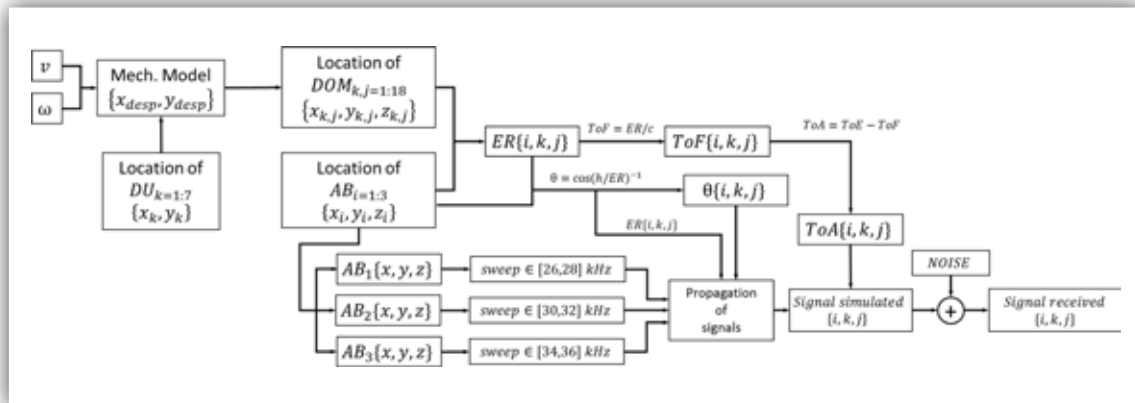 v
ω
Mech. Model
{x_desp, y_desp}
Location of
DU_k=1:7
{x_k, y_k}
Location of
DOM_k,j=1:18
{x_k,j, y_k,j, z_k,j}
Location of
AB_i=1:3
{x_i, y_i, z_i}
ER{i, k, j}
ToF = ER/c
ToF{i, k, j}
ToA = ToE − ToF
θ = cos(h/ER)⁻¹
θ{i, k, j}
ER{i, k, j}
ToA{i, k, j}
AB₁{x, y, z}
sweep ∈ [26,28] kHz
AB₂{x, y, z}
sweep ∈ [30,32] kHz
AB₃{x, y, z}
sweep ∈ [34,36] kHz
Propagation
of
signals
Signal simulated
{i, k, j}
NOISE
+
Signal received
{i, k, j}